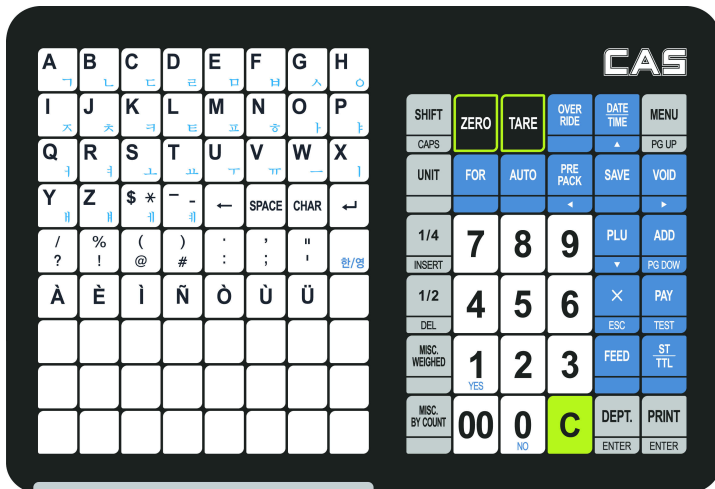 CAS
A ㄱ B ㄴ C ㄷ D ㄹ E ㅁ F ㅂ G ㅅ H ㅇ
I ㅈ J ㅊ K ㅋ L ㅌ M ㅍ N ㅎ O ㅏ P ㅑ
Q ㅓ R ㅕ S ㅗ T ㅛ U ㅜ V ㅠ W ㅡ X ㅣ
Y ㅐ Z ㅒ $ * ㅔ – - ㅖ ← SPACE CHAR ↵
/ % ( ) . , "
? ! @ # : ; ' 한/영
À È Ì Ñ Ò Ù Ü
SHIFT ZERO TARE OVER RIDE DATE TIME MENU
CAPS ▲ PG UP
UNIT FOR AUTO PRE PACK SAVE VOID
◀ ▶
1/4 7 8 9 PLU ADD
INSERT ▼ PG DOW
1/2 4 5 6 × PAY
DEL ESC TEST
MISC. WEIGHED 1 2 3 FEED ST TTL
YES
MISC. BY COUNT 00 0 C DEPT. PRINT
NO ENTER ENTER